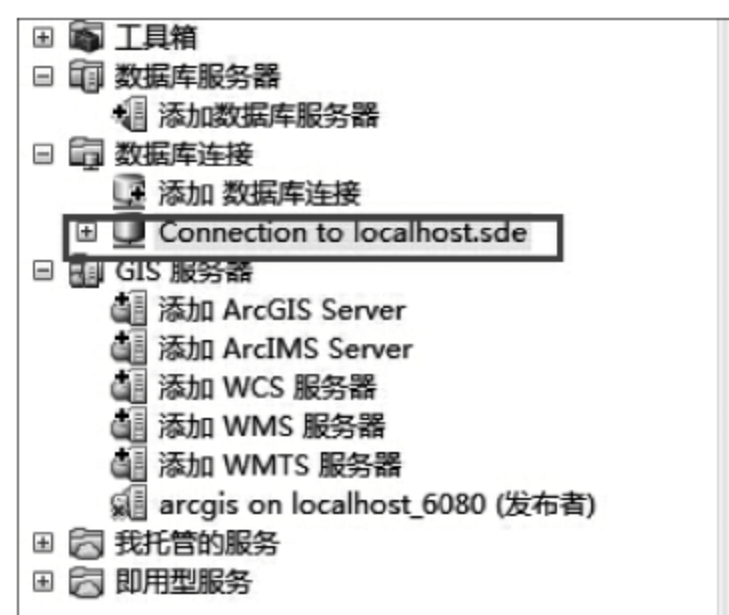 工具箱
数据库服务器
添加数据库服务器
数据库连接
添加 数据库连接
Connection to localhost.sde
GIS 服务器
添加 ArcGIS Server
添加 ArcIMS Server
添加 WCS 服务器
添加 WMS 服务器
添加 WMTS 服务器
arcgis on localhost_6080 (发布者)
我托管的服务
即用型服务